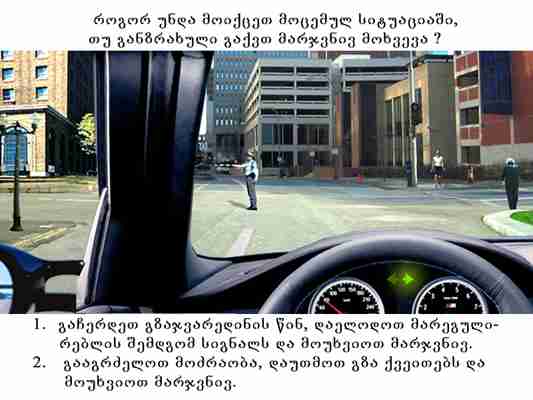 როგორ უნდა მოიქცეთ მოცემულ სიტუაციაში,
თუ განზრახული გაქვთ მარჯვნივ მოხვევა ?
1. გაჩერდეთ გზაჯვარედინის წინ, დაელოდოთ მარეგული-
რებლის შემდგომ სიგნალს და მოუხვიოთ მარჯვნივ.
2. გააგრძელოთ მოძრაობა, დაუთმოთ გზა ქვეითებს და
მოუხვიოთ მარჯვნივ.